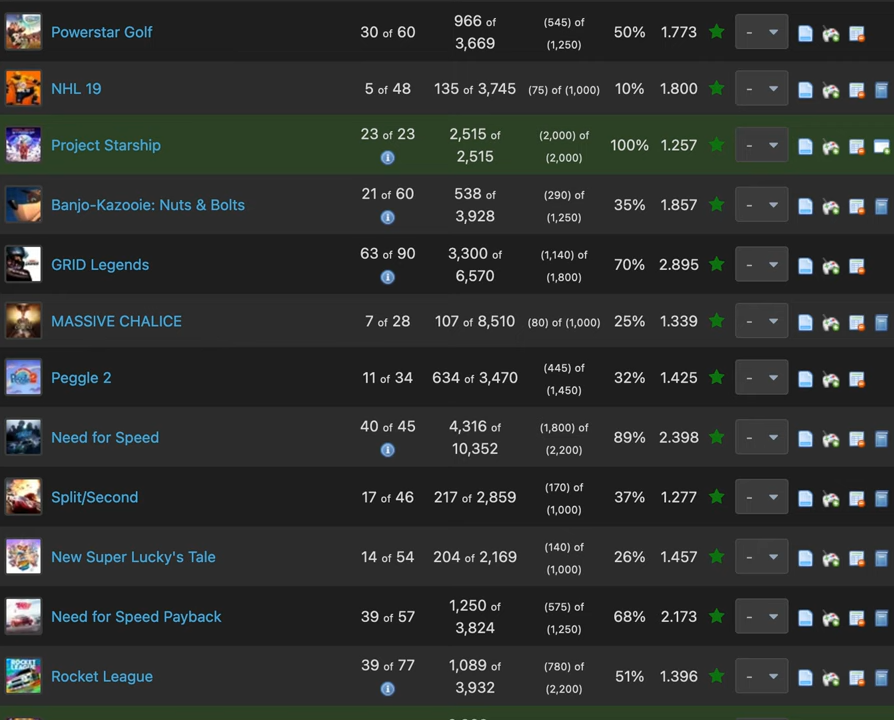 Powerstar Golf 30 of 60 966 of 3,669 (545) of (1,250) 50% 1.773 -
NHL 19 5 of 48 135 of 3,745 (75) of (1,000) 10% 1.800 -
Project Starship 23 of 23 2,515 of 2,515 (2,000) of (2,000) 100% 1.257 -
Banjo-Kazooie: Nuts & Bolts 21 of 60 538 of 3,928 (290) of (1,250) 35% 1.857 -
GRID Legends 63 of 90 3,300 of 6,570 (1,140) of (1,800) 70% 2.895 -
MASSIVE CHALICE 7 of 28 107 of 8,510 (80) of (1,000) 25% 1.339 -
Peggle 2 11 of 34 634 of 3,470 (445) of (1,450) 32% 1.425 -
Need for Speed 40 of 45 4,316 of 10,352 (1,800) of (2,200) 89% 2.398 -
Split/Second 17 of 46 217 of 2,859 (170) of (1,000) 37% 1.277 -
New Super Lucky's Tale 14 of 54 204 of 2,169 (140) of (1,000) 26% 1.457 -
Need for Speed Payback 39 of 57 1,250 of 3,824 (575) of (1,250) 68% 2.173 -
Rocket League 39 of 77 1,089 of 3,932 (780) of (2,200) 51% 1.396 -